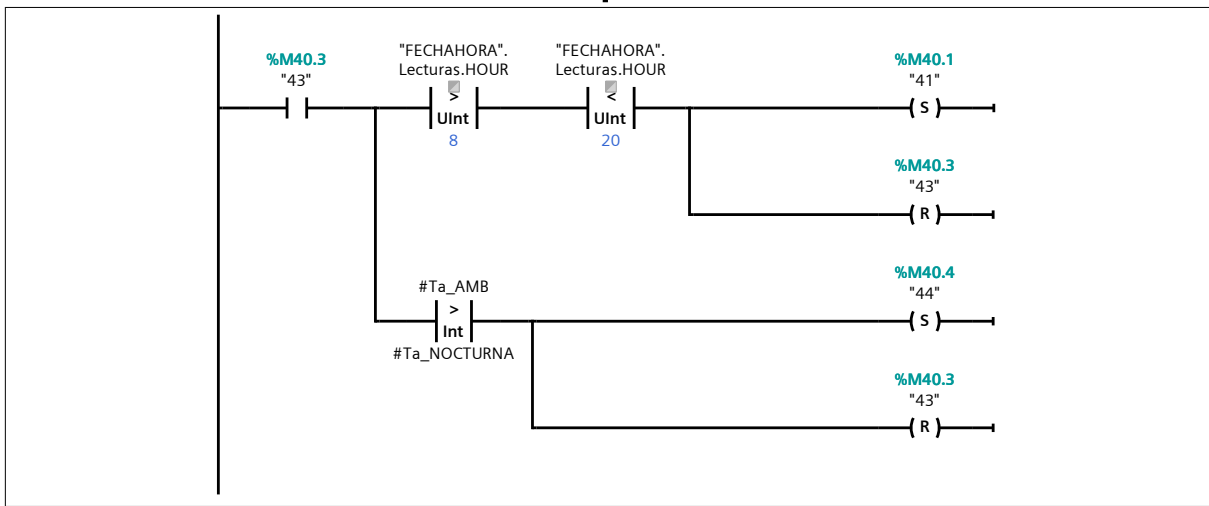 %M40.3
"43"
"FECHAHORA".
Lecturas.HOUR
>
UInt
8
"FECHAHORA".
Lecturas.HOUR
<
UInt
20
%M40.1
"41"
S
%M40.3
"43"
R
#Ta_AMB
>
Int
#Ta_NOCTURNA
%M40.4
"44"
S
%M40.3
"43"
R